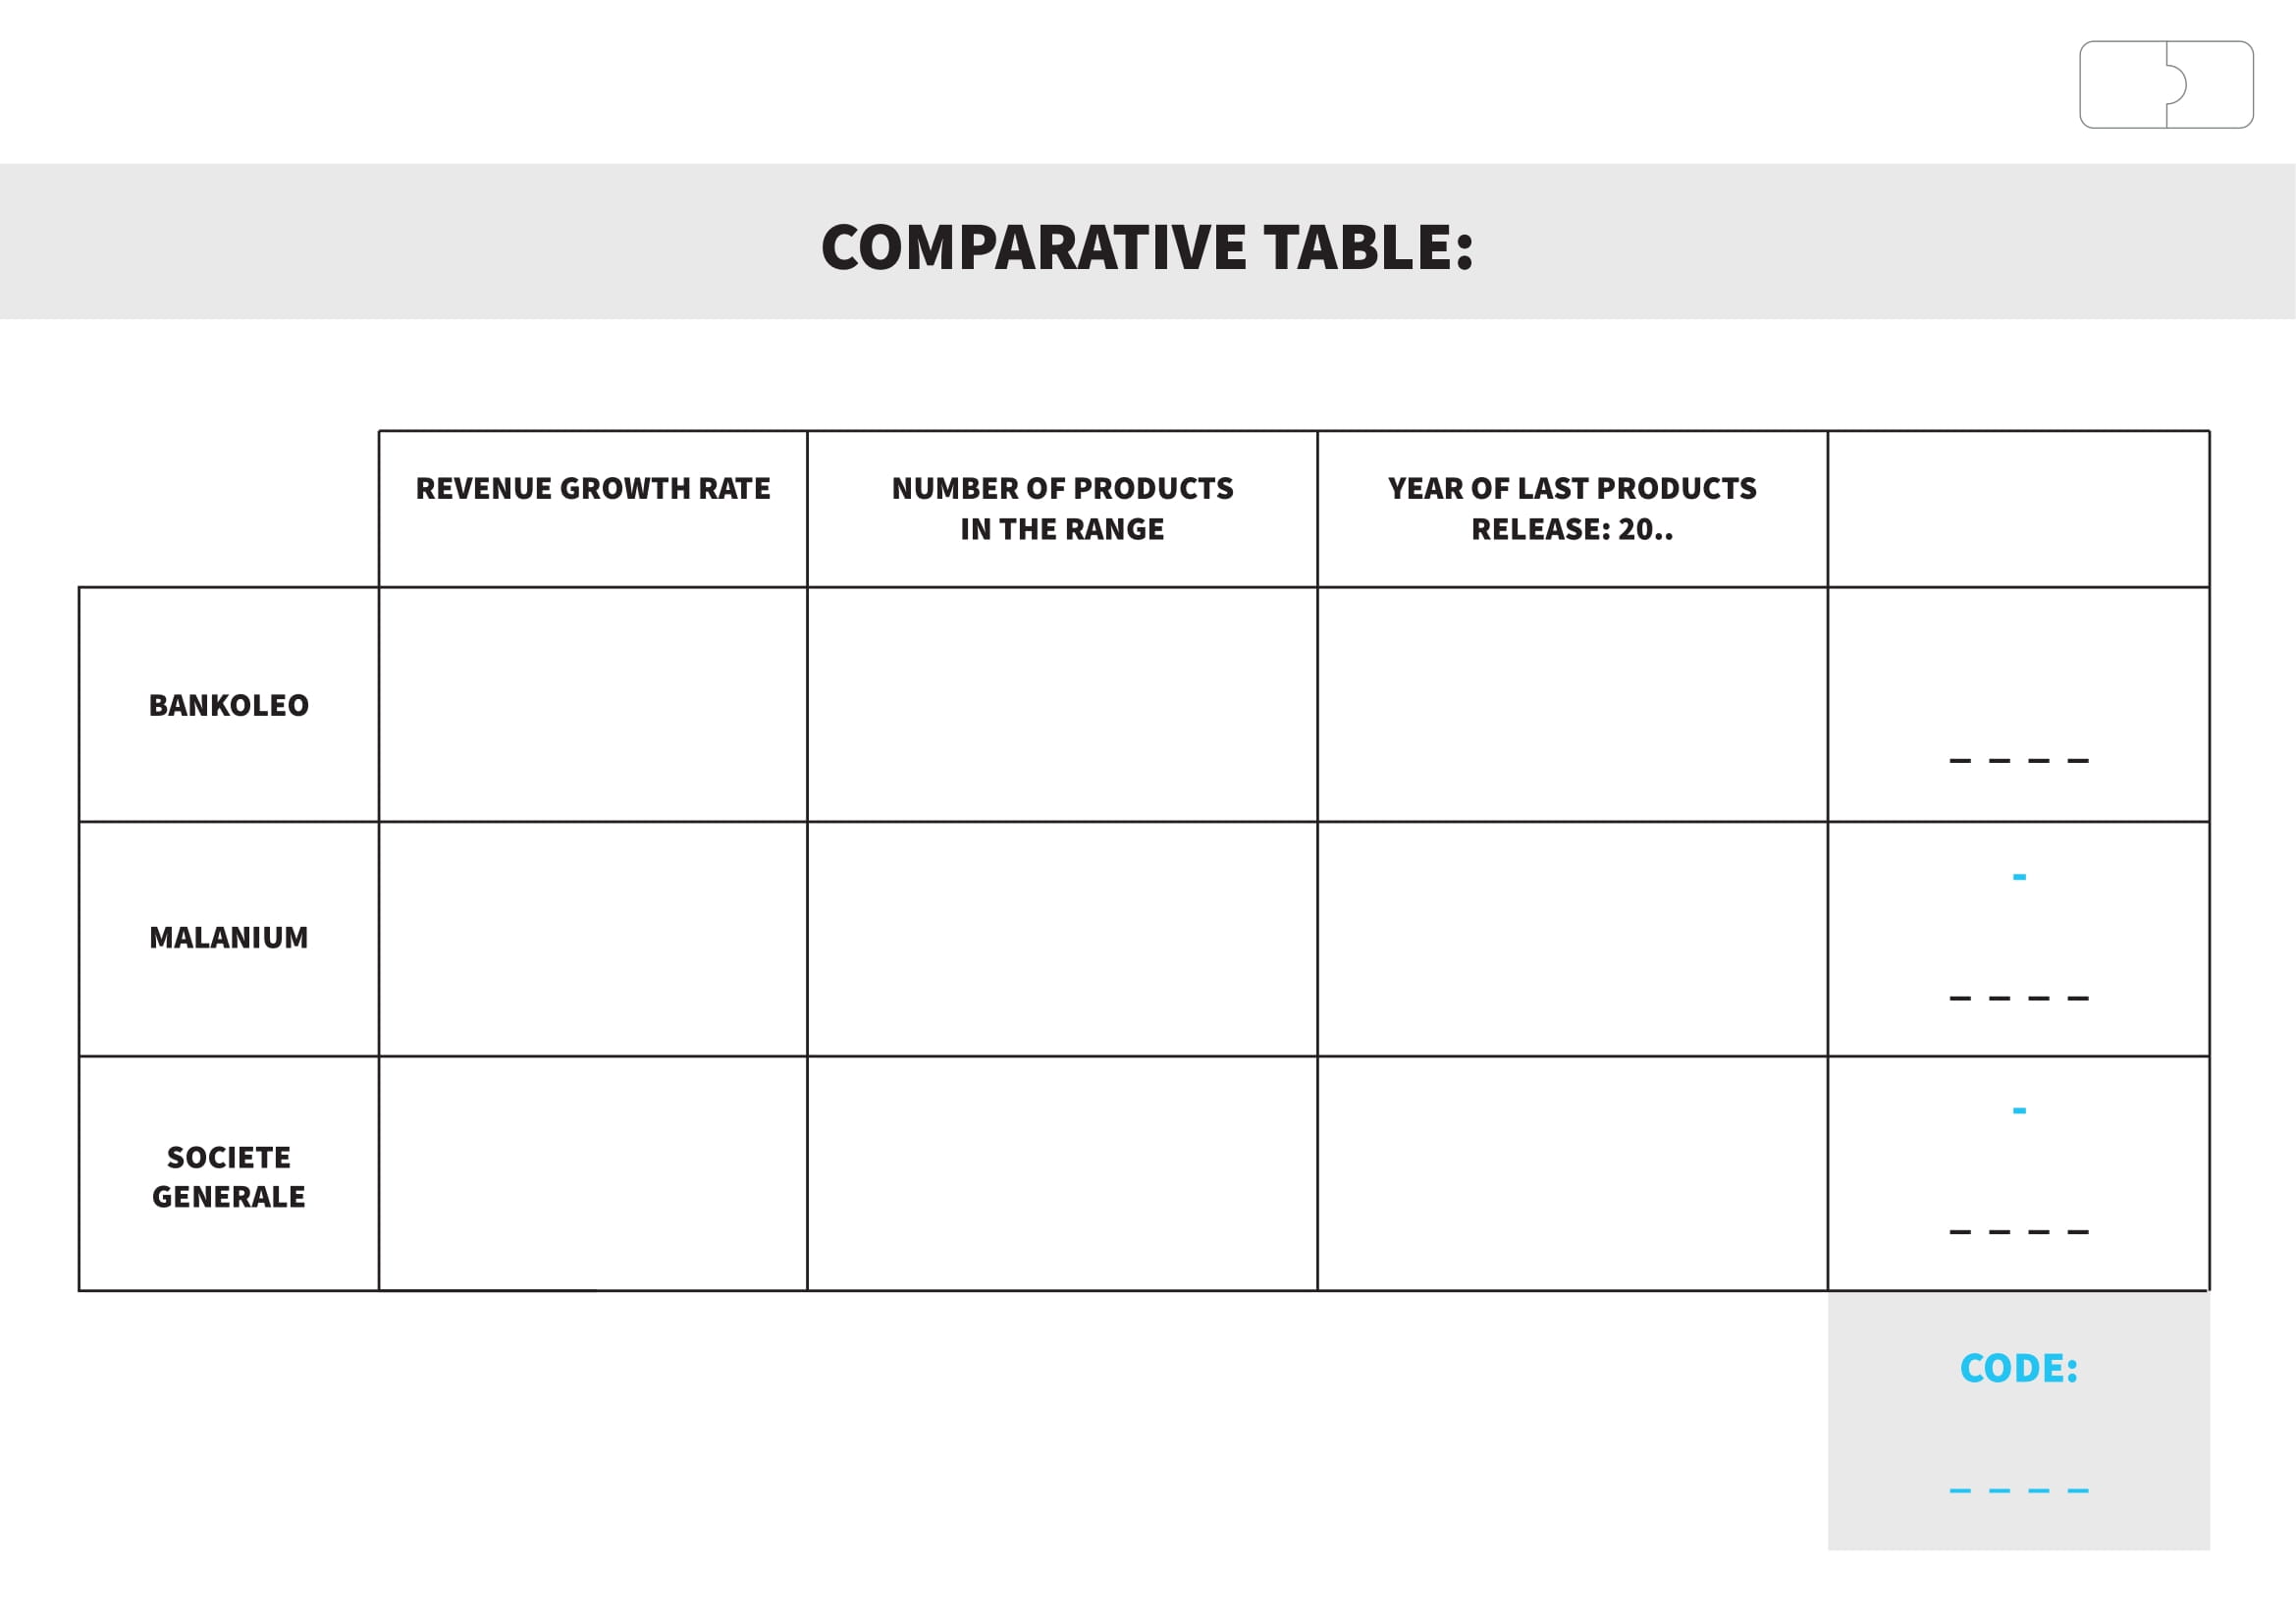 COMPARATIVE TABLE:
REVENUE GROWTH RATE
NUMBER OF PRODUCTS
IN THE RANGE
YEAR OF LAST PRODUCTS
RELEASE: 20..
BANKOLEO
_ _ _ _
MALANIUM
-
_ _ _ _
SOCIETE
GENERALE
-
_ _ _ _
CODE:
_ _ _ _